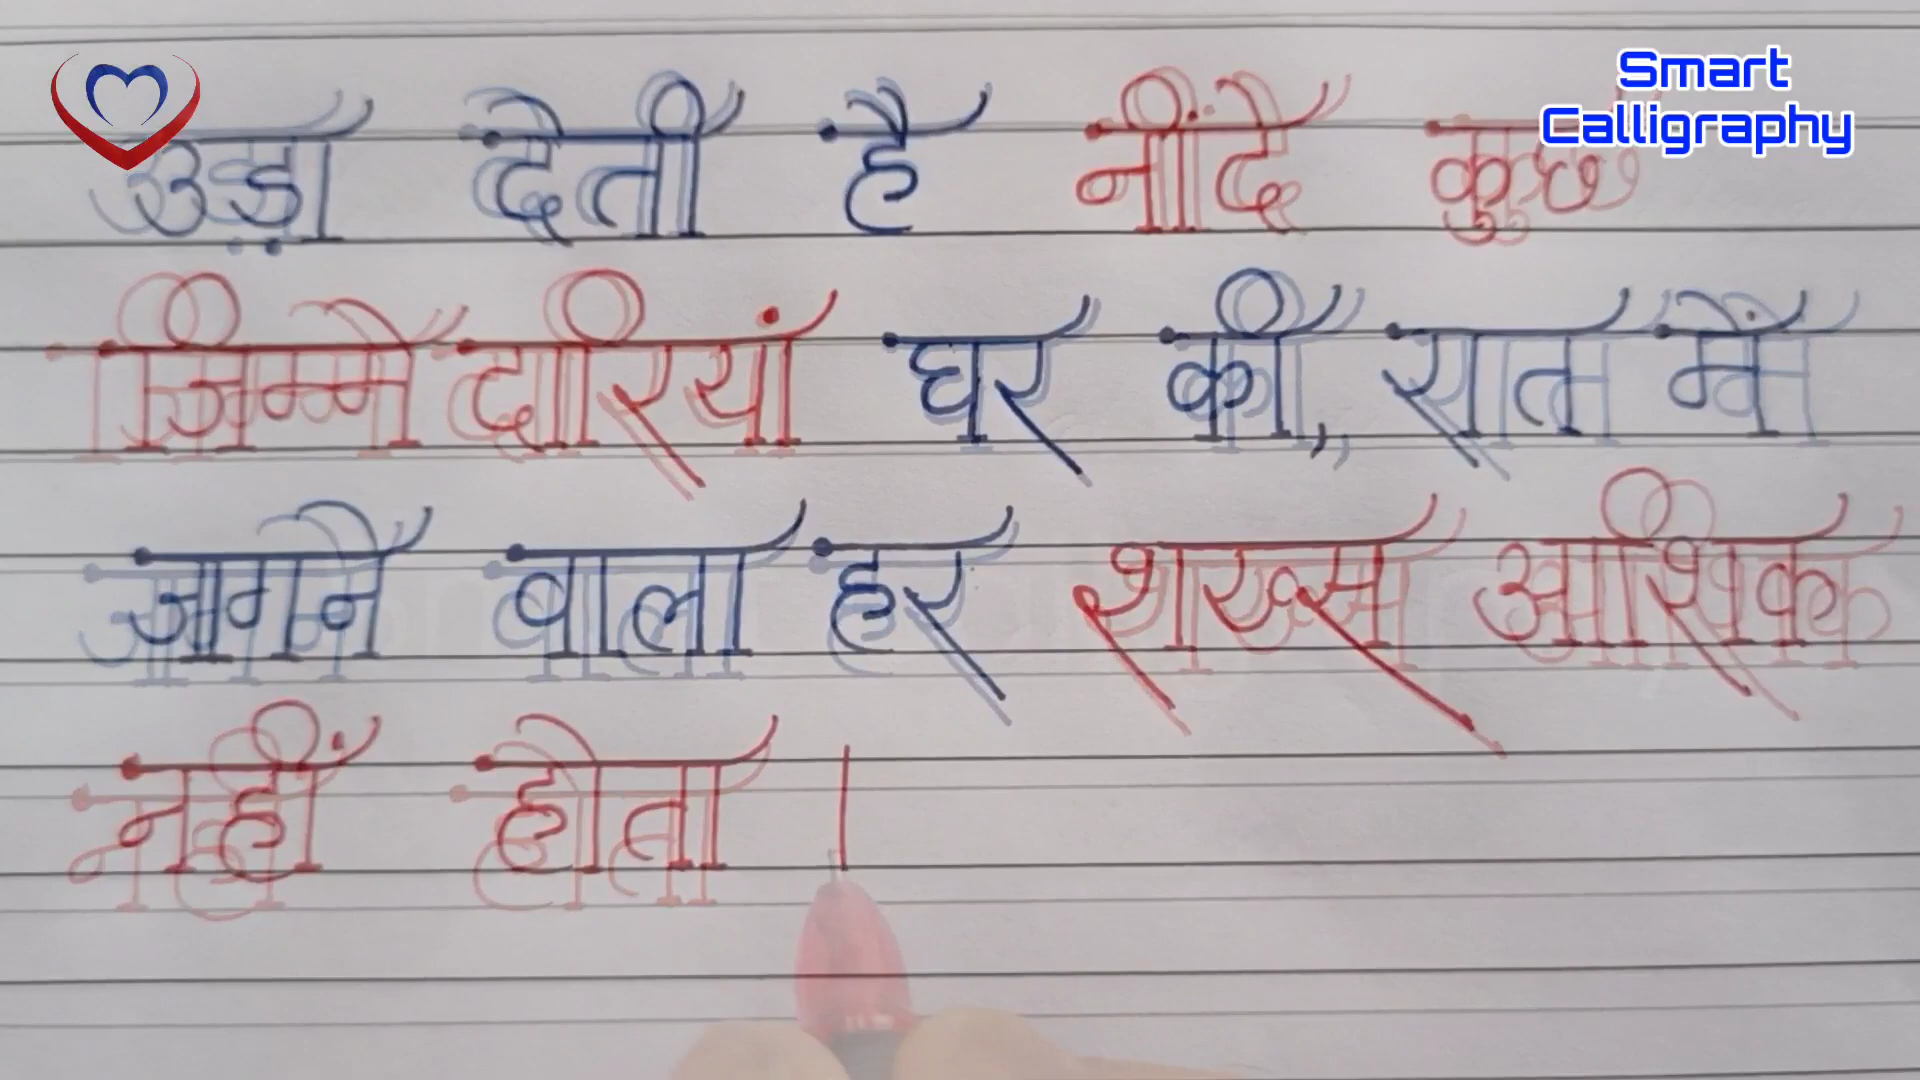 Smart
Calligraphy
उड़ा देती है नींदे कुछ
जिम्मे दारियां घर की,, रात में
जागने वाला हर शख्स आशिक
नहीं होता ।